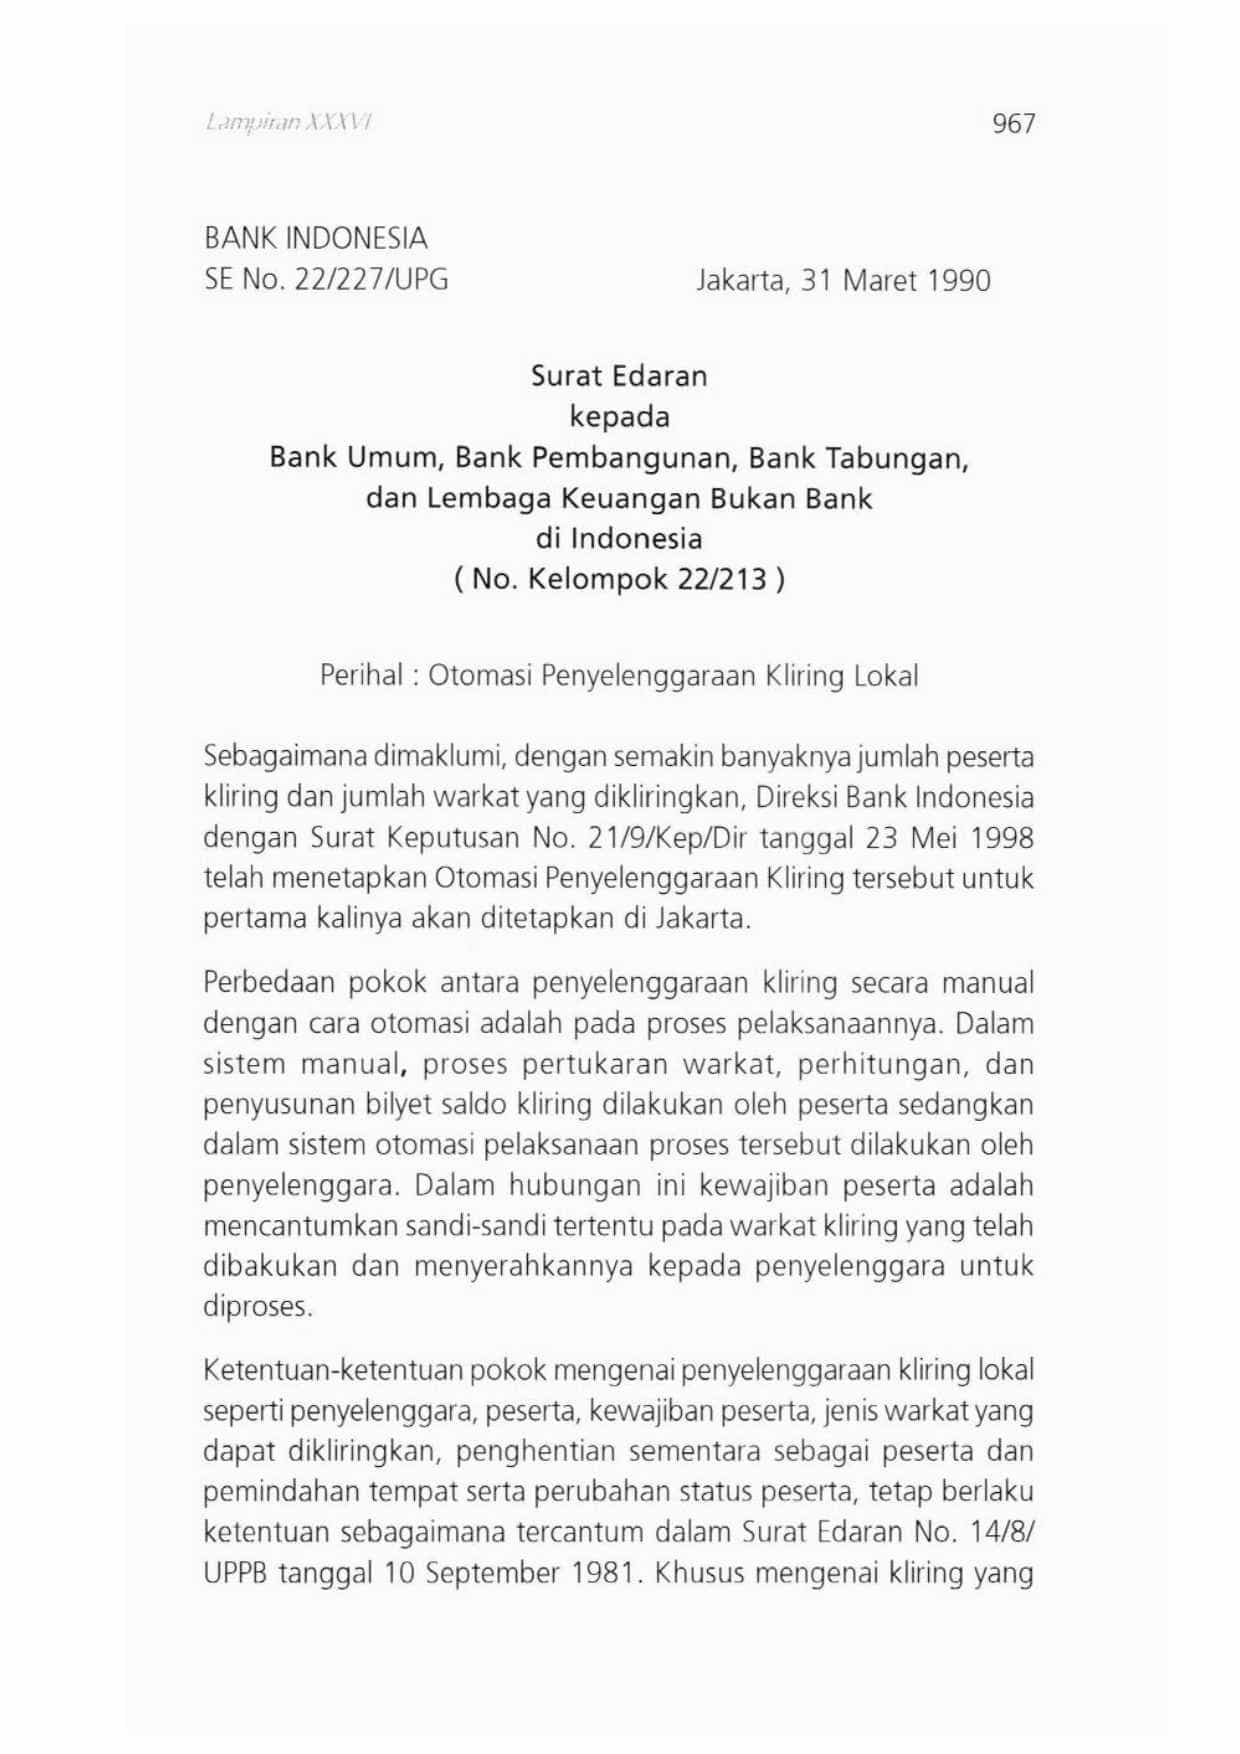 Lampiran XXXVI
967
BANK INDONESIA
SE No. 22/227/UPG
Jakarta, 31 Maret 1990
Surat Edaran
kepada
Bank Umum, Bank Pembangunan, Bank Tabungan,
dan Lembaga Keuangan Bukan Bank
di Indonesia
( No. Kelompok 22/213 )
Perihal : Otomasi Penyelenggaraan Kliring Lokal
Sebagaimana dimaklumi, dengan semakin banyaknya jumlah peserta
kliring dan jumlah warkat yang dikliringkan, Direksi Bank Indonesia
dengan Surat Keputusan No. 21/9/Kep/Dir tanggal 23 Mei 1998
telah menetapkan Otomasi Penyelenggaraan Kliring tersebut untuk
pertama kalinya akan ditetapkan di Jakarta.
Perbedaan pokok antara penyelenggaraan kliring secara manual
dengan cara otomasi adalah pada proses pelaksanaannya. Dalam
sistem manual, proses pertukaran warkat, perhitungan, dan
penyusunan bilyet saldo kliring dilakukan oleh peserta sedangkan
dalam sistem otomasi pelaksanaan proses tersebut dilakukan oleh
penyelenggara. Dalam hubungan ini kewajiban peserta adalah
mencantumkan sandi-sandi tertentu pada warkat kliring yang telah
dibakukan dan menyerahkannya kepada penyelenggara untuk
diproses.
Ketentuan-ketentuan pokok mengenai penyelenggaraan kliring lokal
seperti penyelenggara, peserta, kewajiban peserta, jenis warkat yang
dapat dikliringkan, penghentian sementara sebagai peserta dan
pemindahan tempat serta perubahan status peserta, tetap berlaku
ketentuan sebagaimana tercantum dalam Surat Edaran No. 14/8/
UPPB tanggal 10 September 1981. Khusus mengenai kliring yang